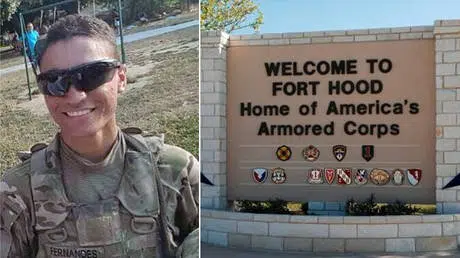 FERNANDES
WELCOME TO
FORT HOOD
Home of America's
Armored Corps